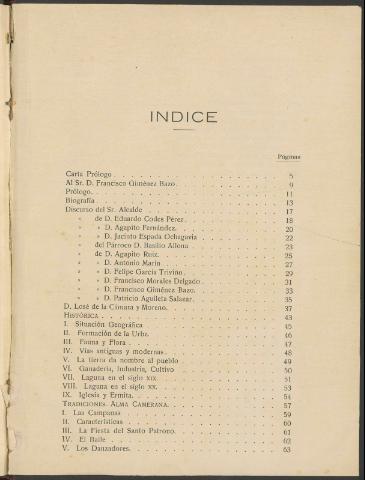 INDICE
Páginas
Carta Prólogo . . . 5
Al Sr. D. Francisco Giménez Bazo . . . 9
Prólogo. . . . 11
Biografía . . . 13
Discurso del Sr. Alcalde . . . 17
» de D. Eduardo Codes Pérez . . . 18
» » D. Agapito Fernández. . . . 20
» » D. Jacinto Espada Ochagavía . . . 22
» del Párroco D. Basilio Allona . . . 23
» de D. Agapito Ruiz. . . . 25
» » D. Antonio Marín . . . 27
» » D. Felipe García Triviño . . . 29
» » D. Francisco Morales Delgado . . . 31
» » D. Francisco Giménez Bazo. . . . 33
» » D. Patricio Aguileta Salazar. . . . 35
D. José de la Cámara y Moreno. . . . 37
HISTÓRICA . . . 43
I. Situación Geográfica . . . 45
II. Formación de la Urbe. . . . 46
III. Fauna y Flora . . . 47
IV. Vías antiguas y modernas . . . 48
V. La tierra da nombre al pueblo . . . 49
VI. Ganadería, Industria, Cultivo . . . 50
VII. Laguna en el siglo XIX . . . 51
VIII. Laguna en el siglo XX. . . . 53
IX. Iglesia y Ermita. . . . 54
TRADICIONES. ALMA CAMERANA. . . . 57
I. Las Campanas . . . 59
II. Características . . . 60
III. La Fiesta del Santo Patrono. . . . 61
IV. El Baile . . . 62
V. Los Danzadores. . . . 63